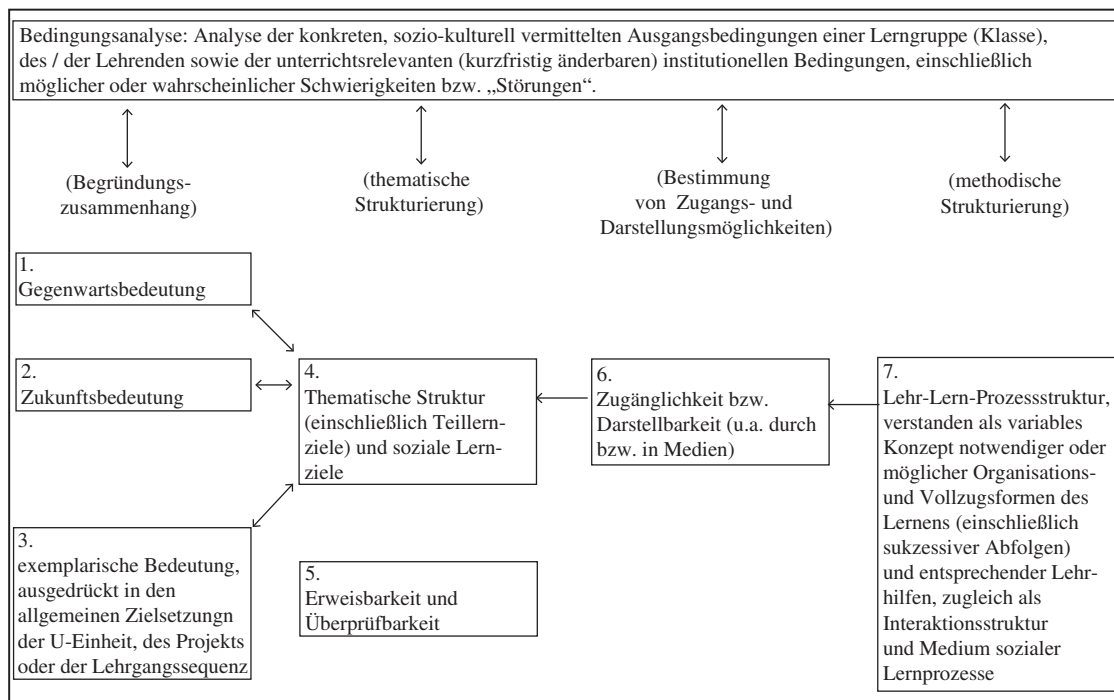 Bedingungsanalyse: Analyse der konkreten, sozio-kulturell vermittelten Ausgangsbedingungen einer Lerngruppe (Klasse),
des / der Lehrenden sowie der unterrichtsrelevanten (kurzfristig änderbaren) institutionellen Bedingungen, einschließlich
möglicher oder wahrscheinlicher Schwierigkeiten bzw. „Störungen“.
(Begründungs-
zusammenhang)
(thematische
Strukturierung)
(Bestimmung
von Zugangs- und
Darstellungsmöglichkeiten)
(methodische
Strukturierung)
1.
Gegenwartsbedeutung
2.
Zukunftsbedeutung
3.
exemplarische Bedeutung,
ausgedrückt in den
allgemeinen Zielsetzungn
der U-Einheit, des Projekts
oder der Lehrgangssequenz
4.
Thematische Struktur
(einschließlich Teillern-
ziele) und soziale Lern-
ziele
5.
Erweisbarkeit und
Überprüfbarkeit
6.
Zugänglichkeit bzw.
Darstellbarkeit (u.a. durch
bzw. in Medien)
7.
Lehr-Lern-Prozessstruktur,
verstanden als variables
Konzept notwendiger oder
möglicher Organisations-
und Vollzugsformen des
Lernens (einschließlich
sukzessiver Abfolgen)
und entsprechender Lehr-
hilfen, zugleich als
Interaktionsstruktur
und Medium sozialer
Lernprozesse